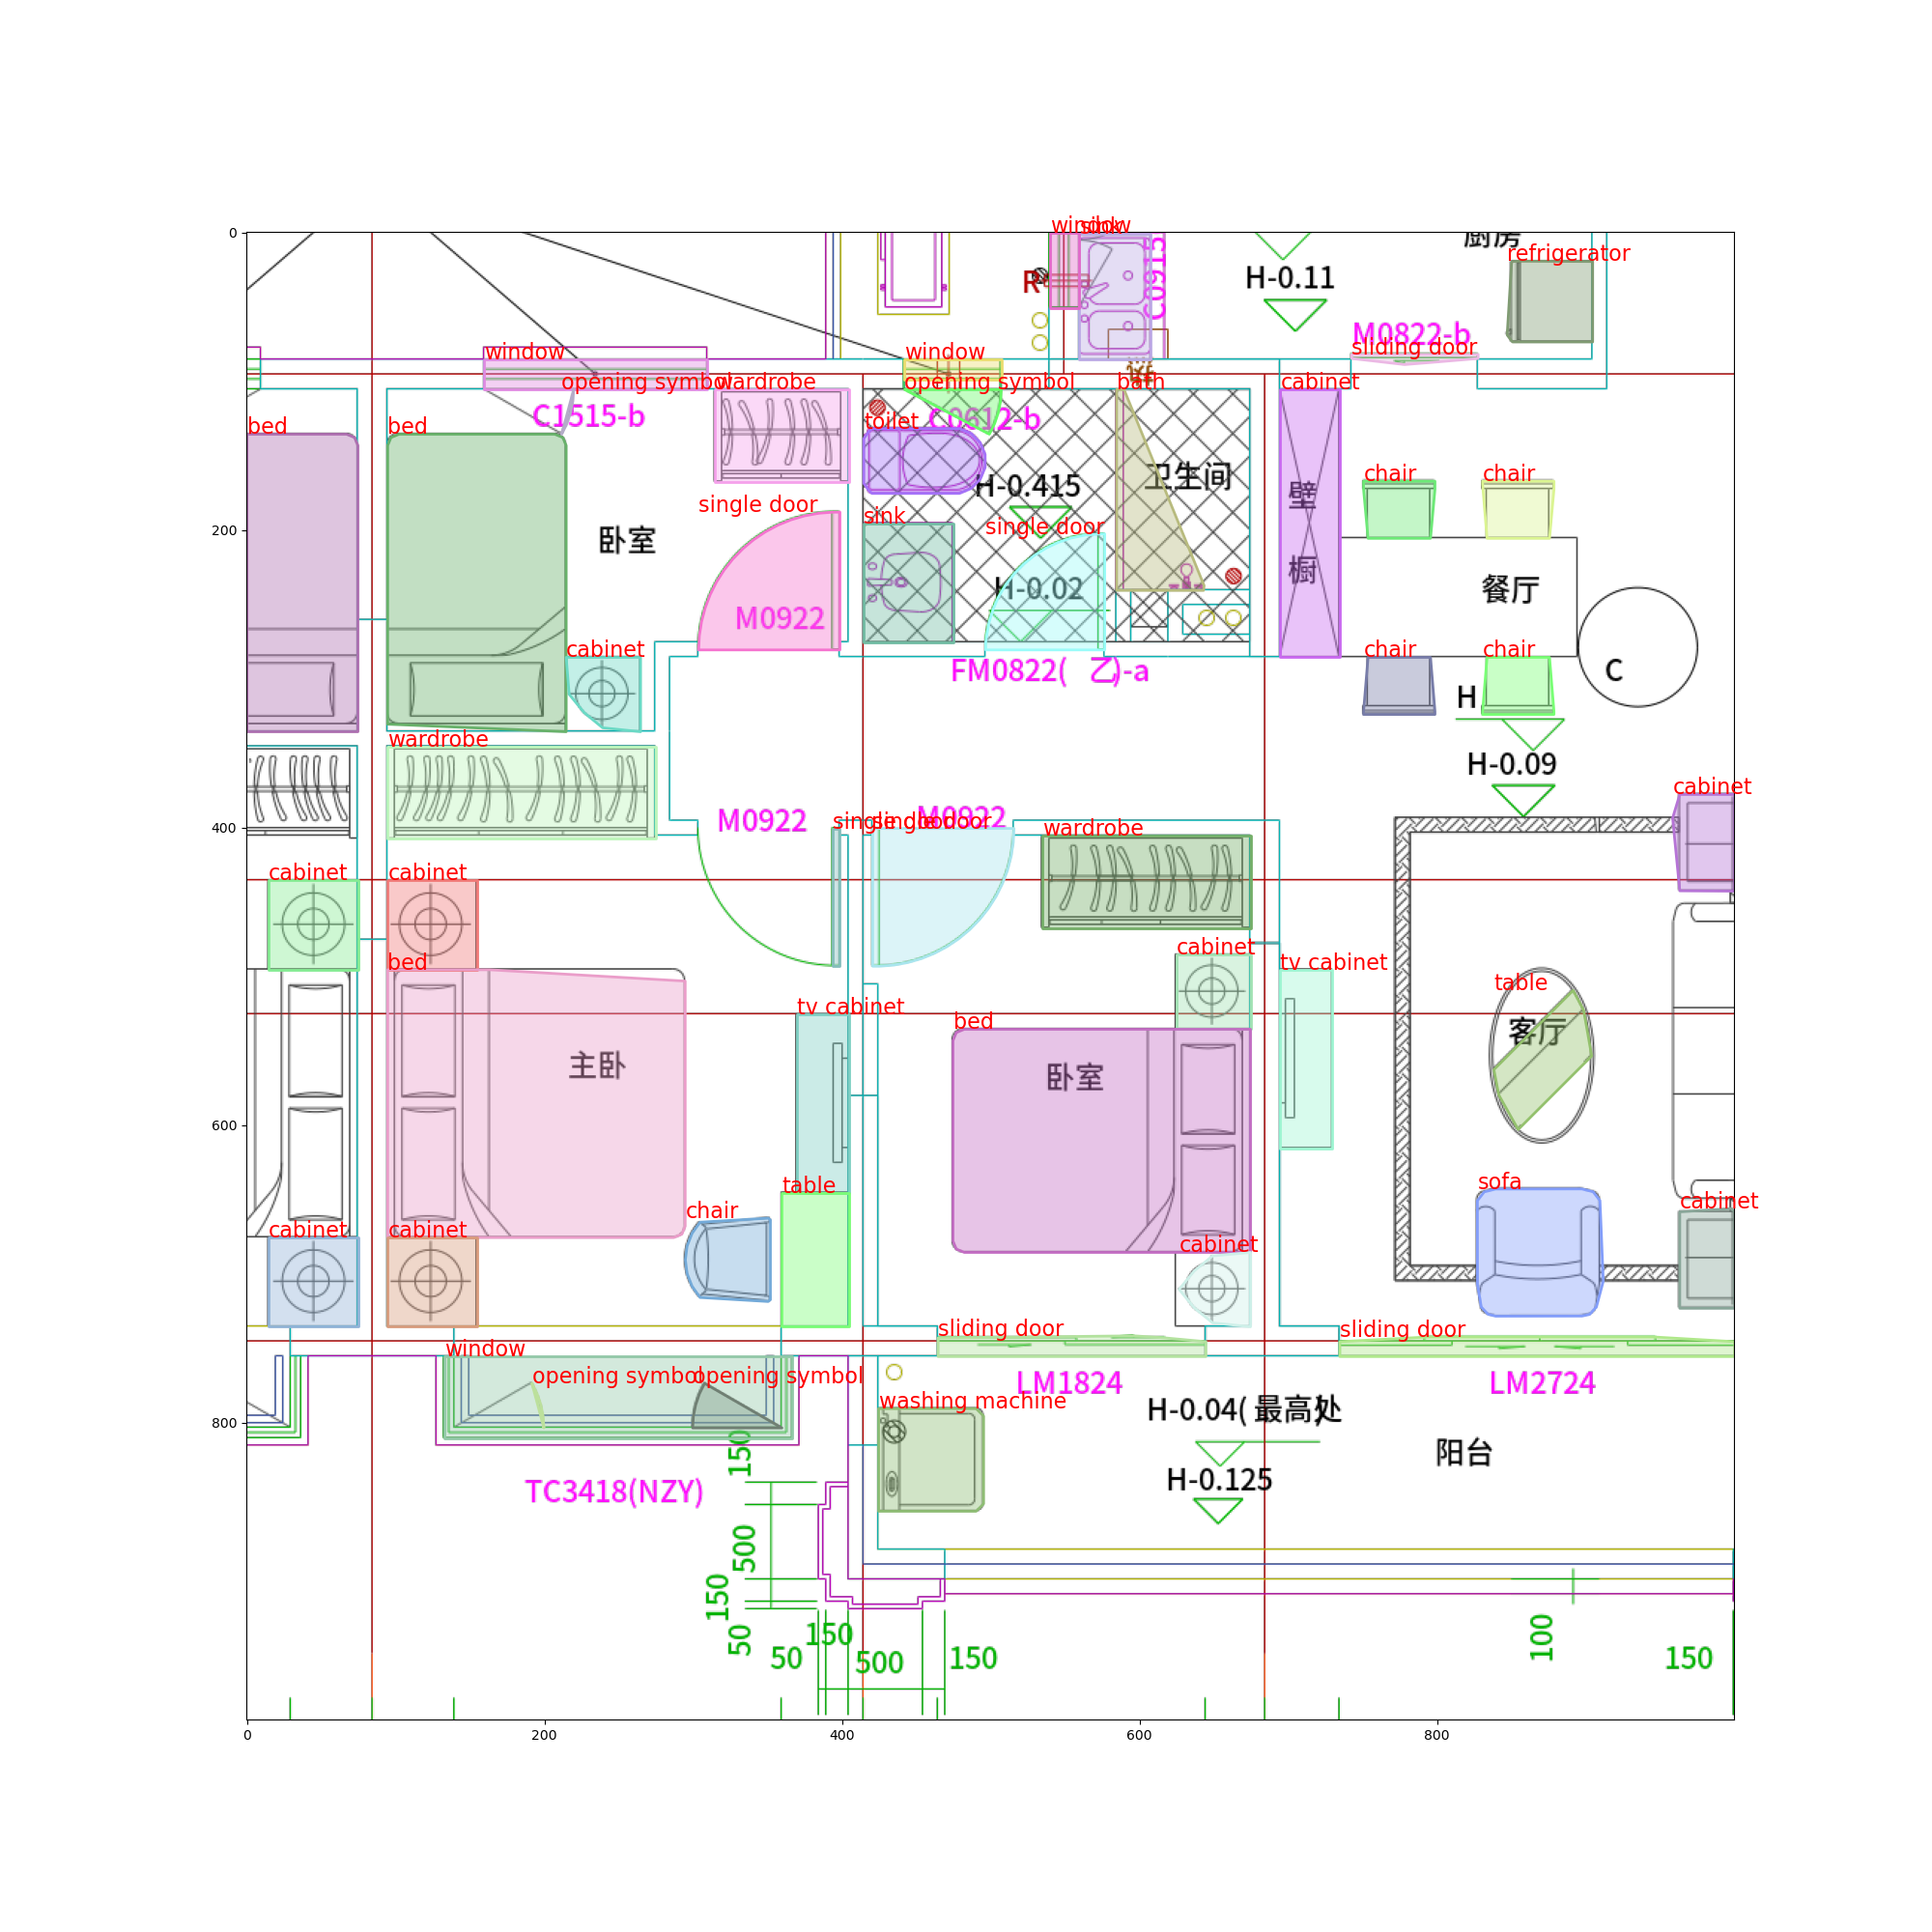 0
window
sink
C0915
厨房
refrigerator
R
H-0.11
M0822-b
sliding door
window
window
opening symbol
wardrobe
opening symbol
bath
cabinet
C1515-b
C0612-b
bed
bed
toilet
卫生间
chair
chair
H-0.415
壁
single door
sink
single door
200
卧室
橱
餐厅
H-0.02
M0922
cabinet
chair
chair
FM0822( 乙)-a
C
H
wardrobe
H-0.09
cabinet
M0922
M0922
400
single door
single door
wardrobe
cabinet
cabinet
cabinet
bed
tv cabinet
table
tv cabinet
bed
客厅
主卧
卧室
600
table
sofa
chair
cabinet
cabinet
cabinet
cabinet
sliding door
sliding door
window
opening symbol
opening symbol
LM1824
LM2724
washing machine
H-0.04( 最高处
800
150
阳台
H-0.125
TC3418(NZY)
500
150
50
150
100
50
500
150
150
0
200
400
600
800